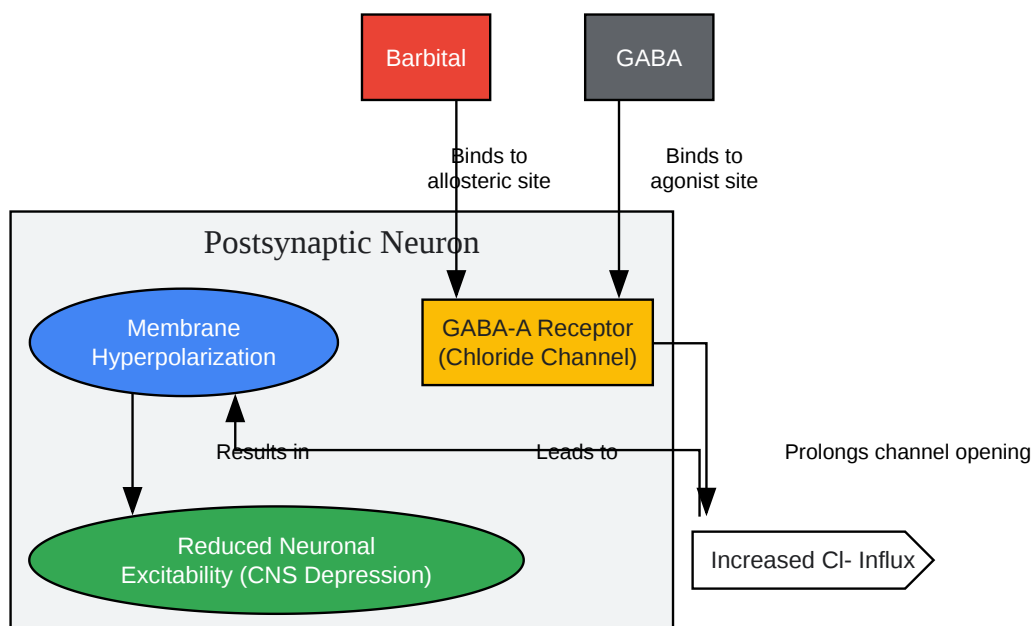 Barbital
GABA
Binds to
allosteric site
Binds to
agonist site
Postsynaptic Neuron
Membrane
Hyperpolarization
GABA-A Receptor
(Chloride Channel)
Results in
Leads to
Prolongs channel opening
Reduced Neuronal
Excitability (CNS Depression)
Increased Cl- Influx